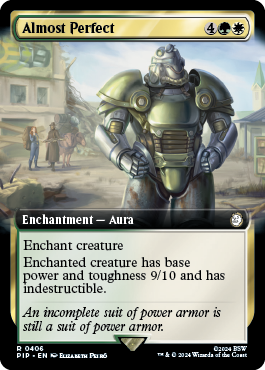 Almost Perfect 4
Enchantment — Aura
Enchant creature
Enchanted creature has base
power and toughness 9/10 and has
indestructible.
An incomplete suit of power armor is
still a suit of power armor.
R 0406
PIP • EN Elizabeth Peiró
™ & © 2024 Wizards of the Coast
©2024 BSW